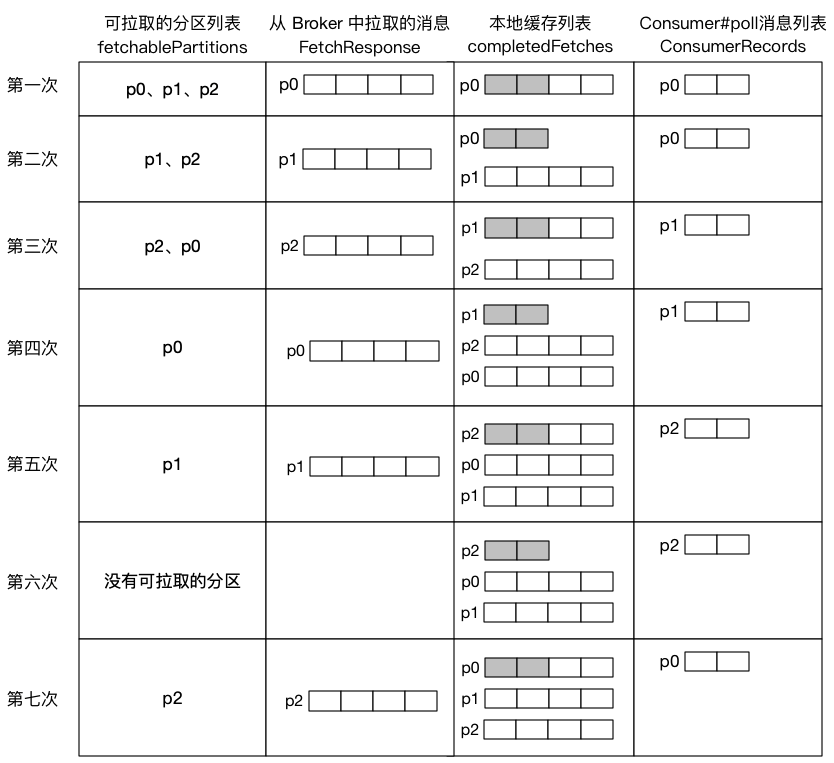 可拉取的分区列表
fetchablePartitions
从 Broker 中拉取的消息
FetchResponse
本地缓存列表
completedFetches
Consumer#poll消息列表
ConsumerRecords
第一次
p0、p1、p2
p0
p0
p0
第二次
p1、p2
p1
p0
p1
p0
第三次
p2、p0
p2
p1
p2
p1
第四次
p0
p0
p1
p2
p0
p1
第五次
p1
p1
p2
p0
p1
p2
第六次
没有可拉取的分区
p2
p0
p1
p2
第七次
p2
p2
p0
p1
p2
p0